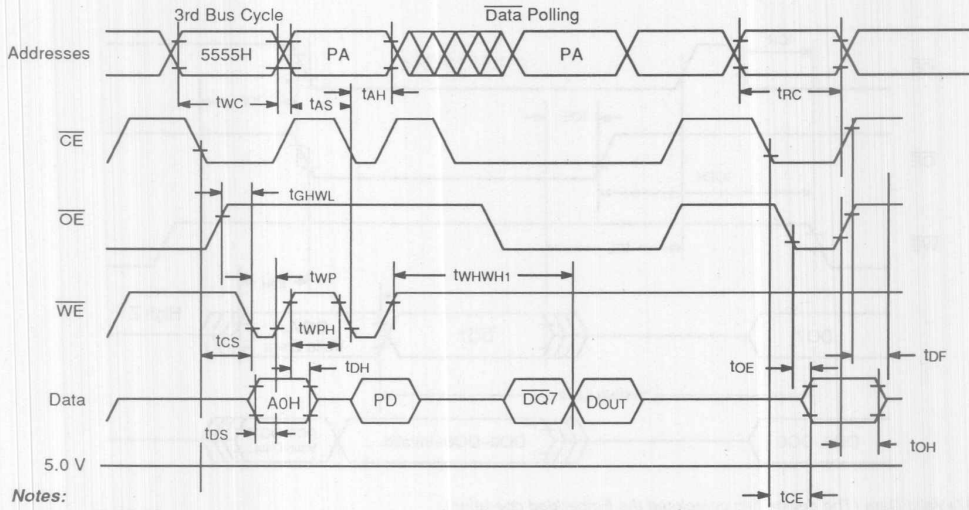 3rd Bus Cycle
Data Polling
Addresses
5555H
PA
PA
tWC
tAS
tAH
tRC
CE
tGHWL
OE
tWP
tWHWH1
WE
tCS
tWPH
tDH
tOE
tDF
Data
A0H
PD
DQ7
DOUT
tDS
tOH
5.0 V
tCE
Notes: